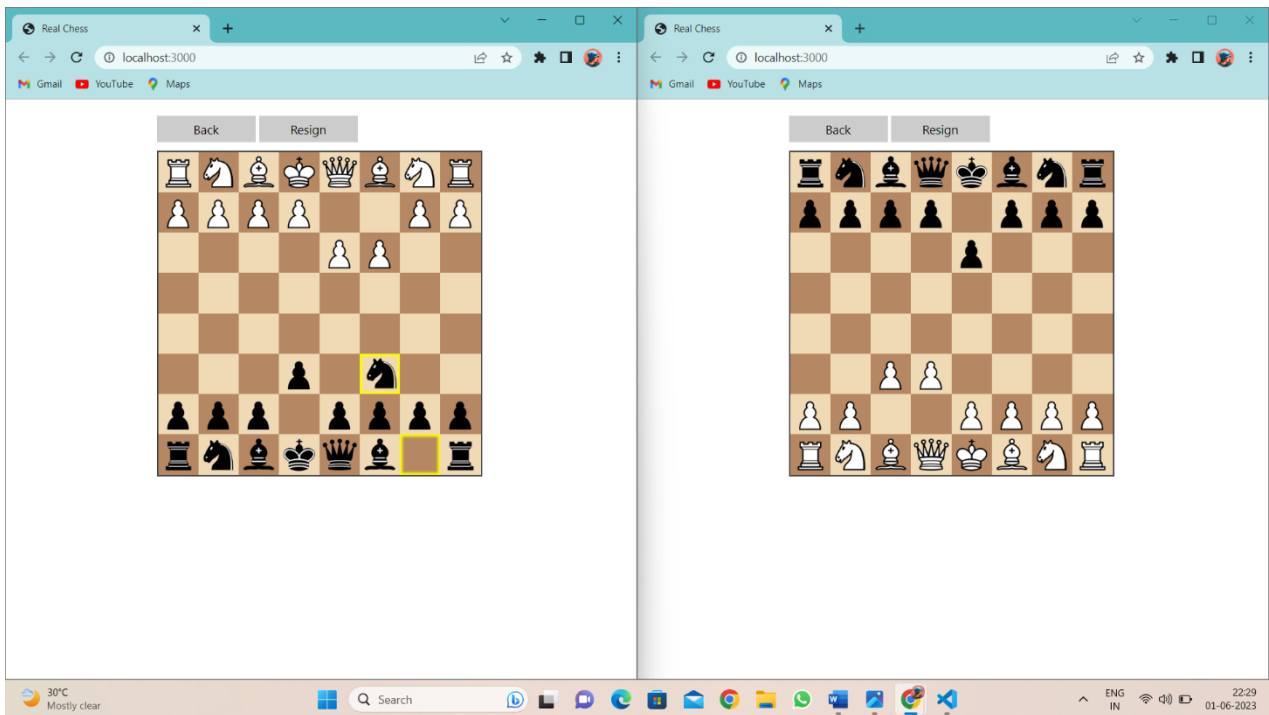 Real Chess
Real Chess
localhost:3000
localhost:3000
Gmail YouTube Maps
Gmail YouTube Maps
Back Resign
Back Resign
30°C
Mostly clear
Search
ENG
IN
22:29
01-06-2023